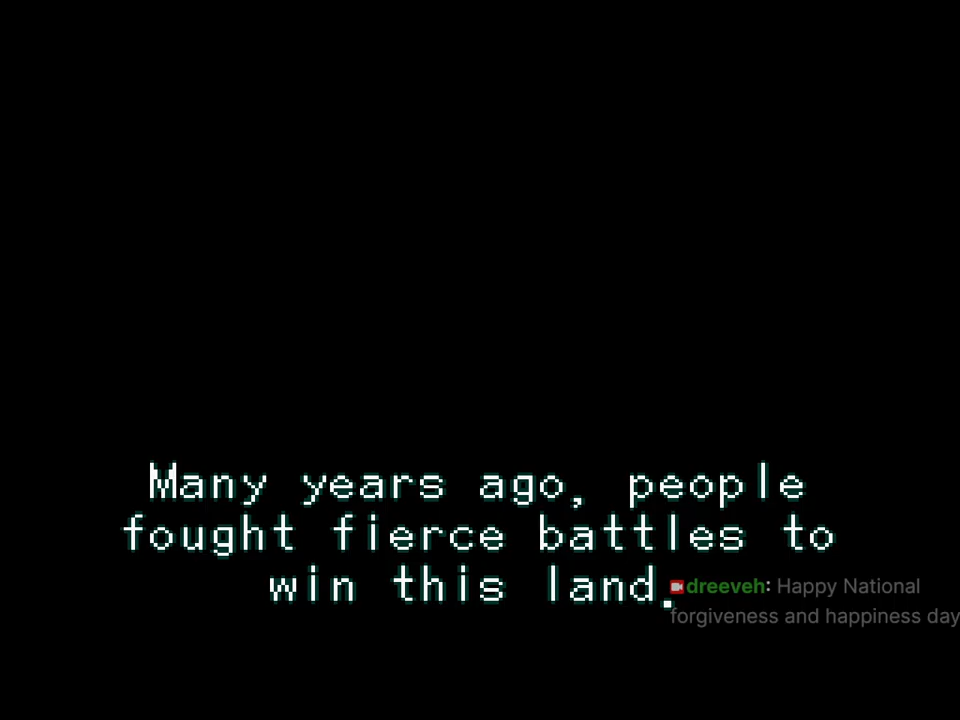 Many years ago, people
fought fierce battles to
win this land.
dreeveh: Happy National
forgiveness and happiness day